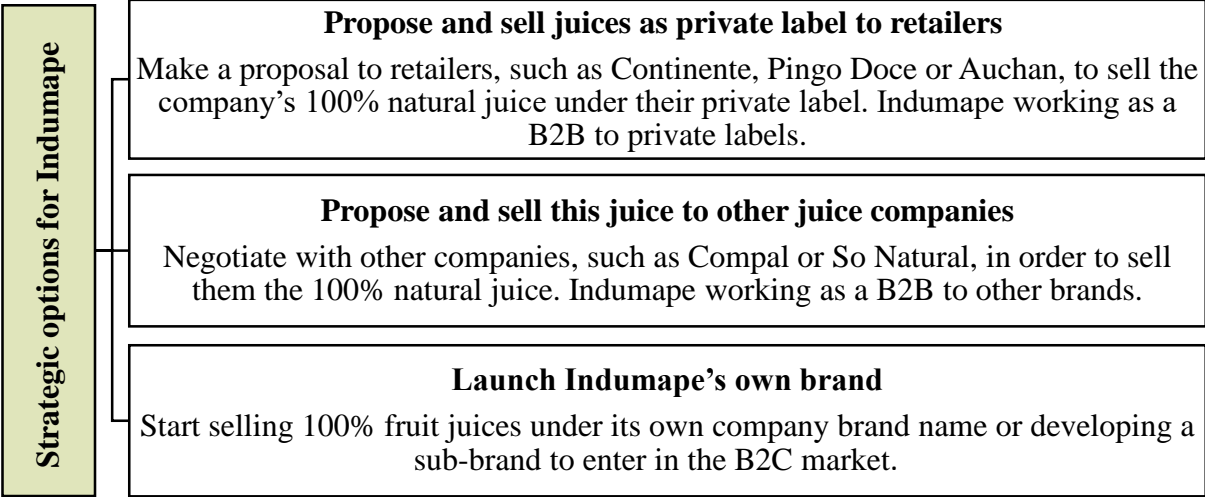 Strategic options for Indumape
Propose and sell juices as private label to retailers
Make a proposal to retailers, such as Continente, Pingo Doce or Auchan, to sell the
company’s 100% natural juice under their private label. Indumape working as a
B2B to private labels.
Propose and sell this juice to other juice companies
Negotiate with other companies, such as Compal or So Natural, in order to sell
them the 100% natural juice. Indumape working as a B2B to other brands.
Launch Indumape’s own brand
Start selling 100% fruit juices under its own company brand name or developing a
sub-brand to enter in the B2C market.